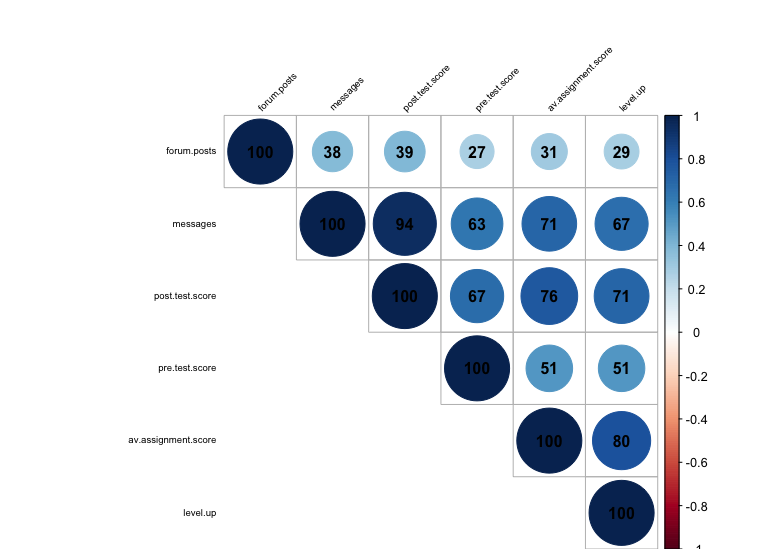 forum.posts messages post.test.score pre.test.score av.assignment.score level.up
forum.posts 100 38 39 27 31 29
messages 100 94 63 71 67
post.test.score 100 67 76 71
pre.test.score 100 51 51
av.assignment.score 100 80
level.up 100
1
0.8
0.6
0.4
0.2
0
-0.2
-0.4
-0.6
-0.8
-1